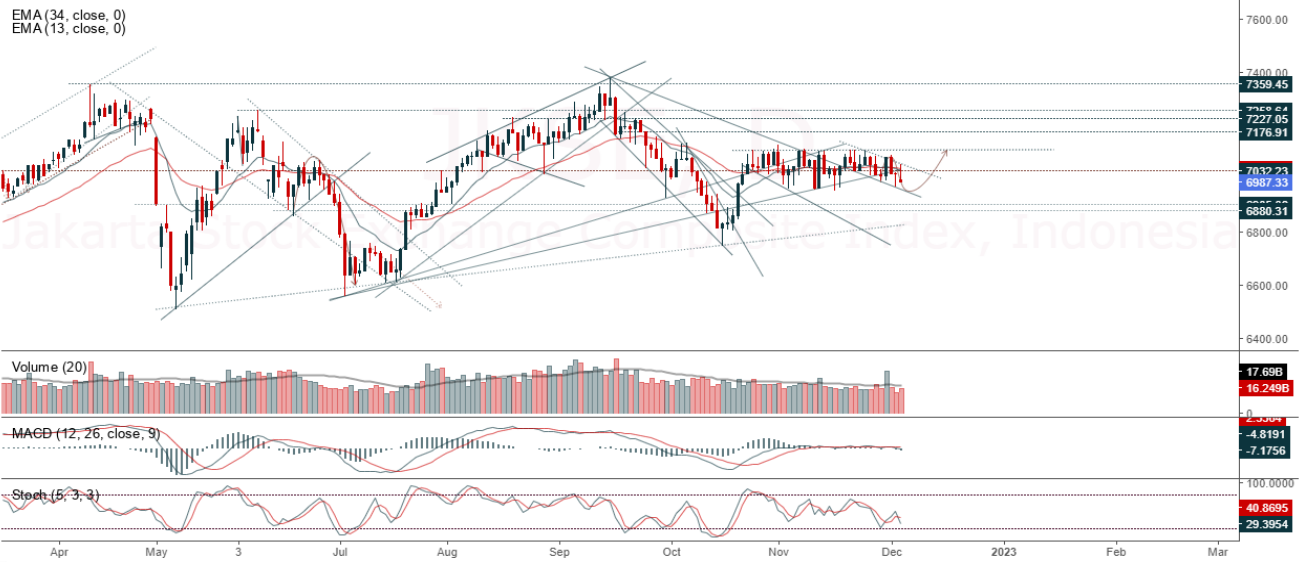 EMA (34, close, 0)
EMA (13, close, 0)
7600.00
7400.00
7359.45
7258.64
7227.05
7176.91
7032.23
6987.33
6880.31
6800.00
Jakarta Stock Exchange Composite Index, Indonesia
6600.00
6400.00
Volume (20)
17.69B
16.249B
0
MACD (12, 26, close, 9)
-4.8191
-7.1756
Stoch (5, 3, 3)
100.0000
40.8695
29.3954
Apr May 3 Jul Aug Sep Oct Nov Dec 2023 Feb Mar